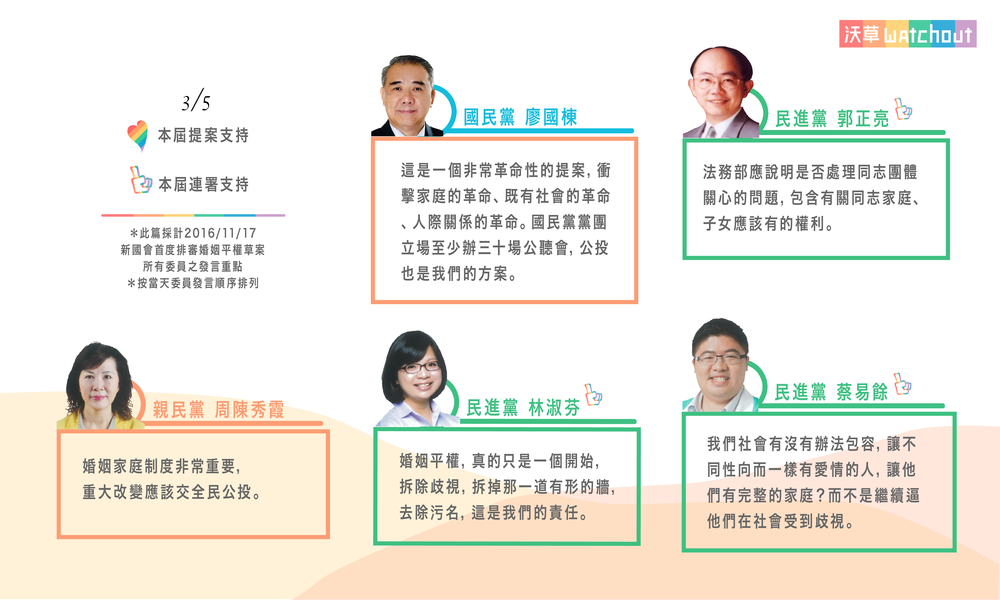 沃草 watchout
3/5
本屆提案支持
本屆連署支持
＊此篇採計2016/11/17
新國會首度排審婚姻平權草案
所有委員之發言重點
＊按當天委員發言順序排列
國民黨 廖國棟
這是一個非常革命性的提案, 衝
擊家庭的革命、既有社會的革命
、人際關係的革命。國民黨黨團
立場至少辦三十場公聽會, 公投
也是我們的方案。
民進黨 郭正亮
法務部應說明是否處理同志團體
關心的問題, 包含有關同志家庭、
子女應該有的權利。
親民黨 周陳秀霞
婚姻家庭制度非常重要,
重大改變應該交全民公投。
民進黨 林淑芬
婚姻平權, 真的只是一個開始,
拆除歧視, 拆掉那一道有形的牆,
去除污名, 這是我們的責任。
民進黨 蔡易餘
我們社會有沒有辦法包容, 讓不
同性向而一樣有愛情的人, 讓他
們有完整的家庭？而不是繼續逼
他們在社會受到歧視。